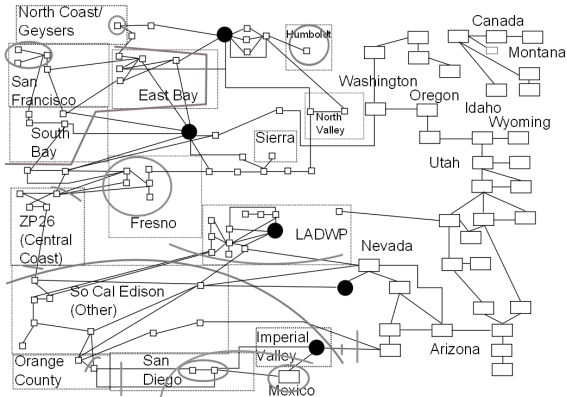 North Coast/
Geysers
Humboldt
Canada
Montana
Washington
San
Francisco
East Bay
Oregon
Idaho
Wyoming
North
Valley
South
Bay
Sierra
Utah
Fresno
ZP26
(Central
Coast)
LADWP
Nevada
So Cal Edison
(Other)
Imperial
Valley
Arizona
Orange
County
San
Diego
Mexico